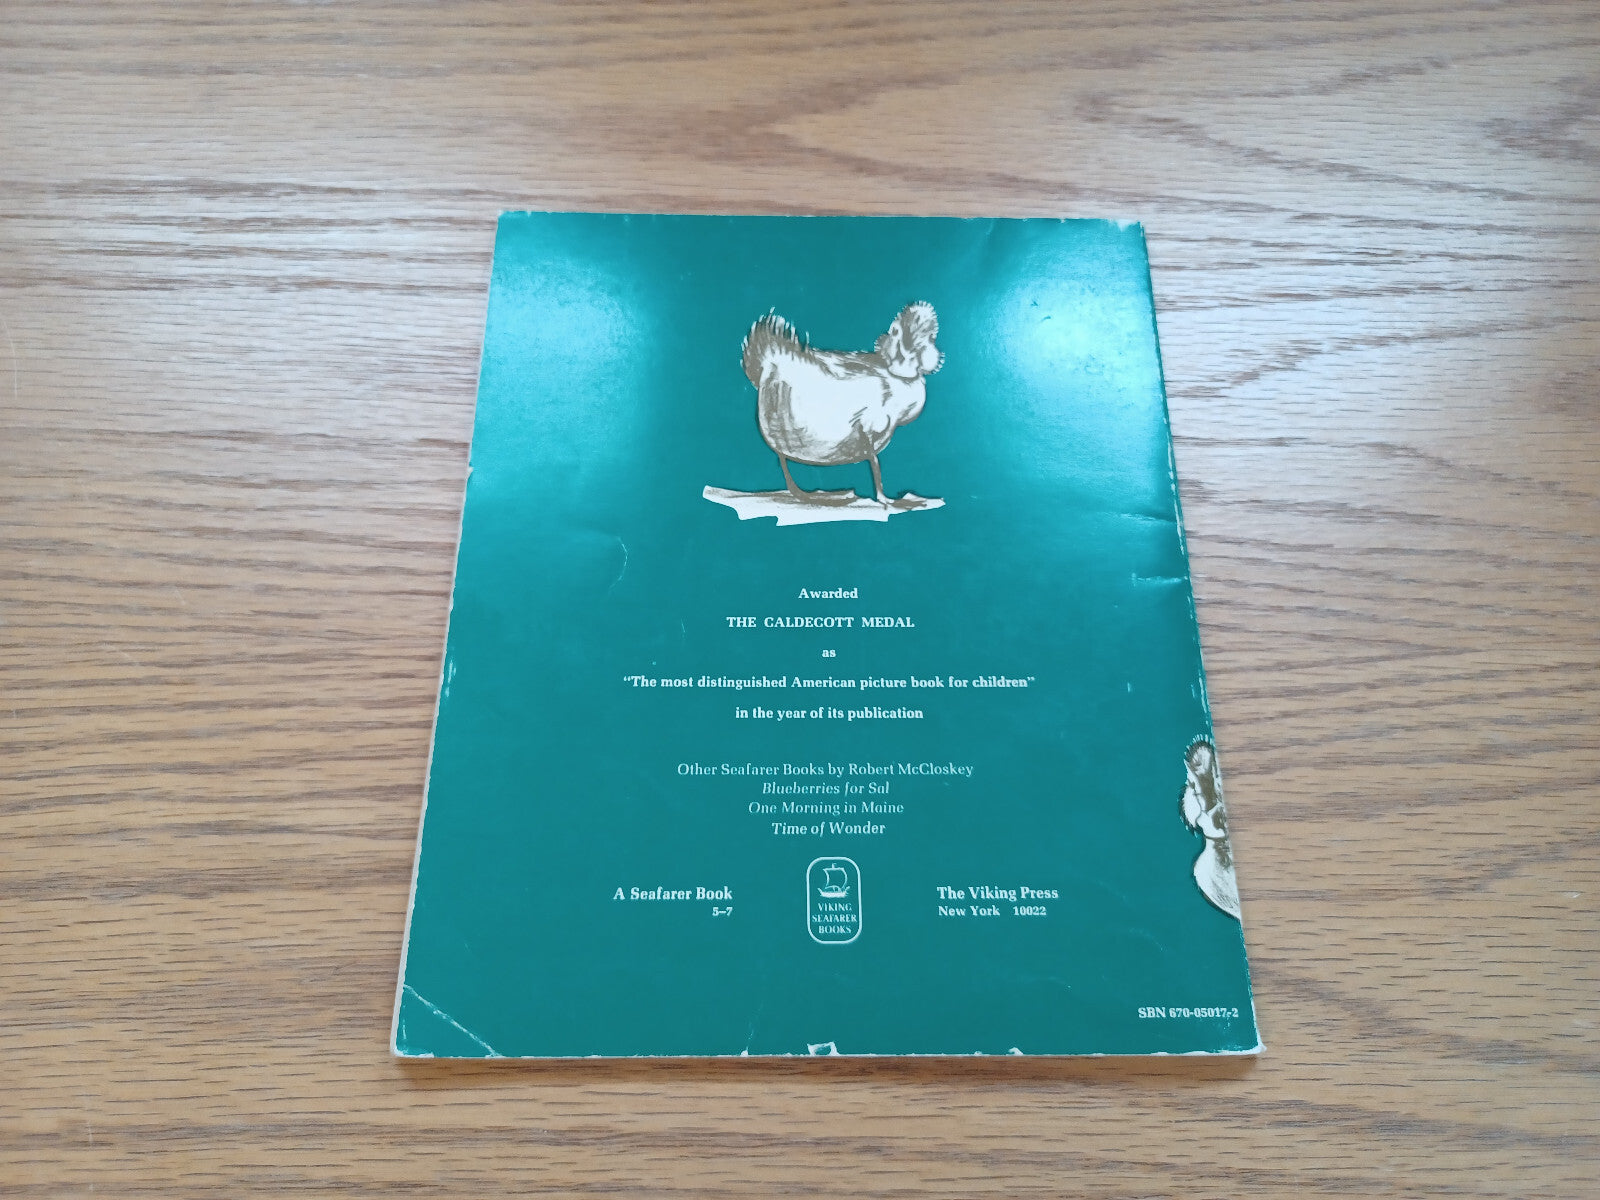 Awarded
THE CALDECOTT MEDAL
as
“The most distinguished American picture book for children”
in the year of its publication
Other Seafarer Books by Robert McCloskey
Blueberries for Sal
One Morning in Maine
Time of Wonder
A Seafarer Book
5–7
VIKING
SEAFARER
BOOKS
The Viking Press
New York 10022
SBN 670-05017-2